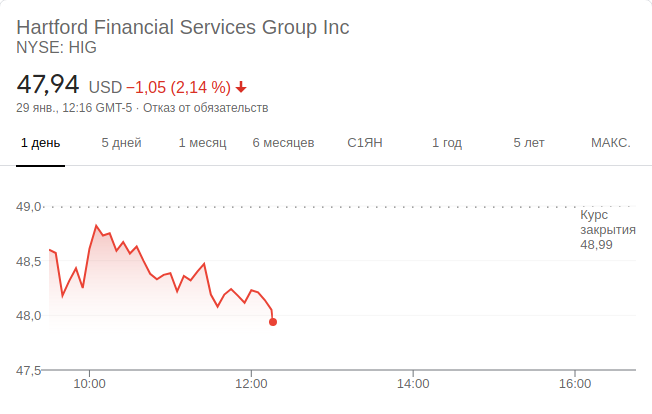 Hartford Financial Services Group Inc
NYSE: HIG
47,94 USD −1,05 (2,14 %)
29 янв., 12:16 GMT-5 · Отказ от обязательств
1 день 5 дней 1 месяц 6 месяцев С1ЯН 1 год 5 лет МАКС.
49,0
Курс
закрытия
48,99
48,5
48,0
47,5
10:00 12:00 14:00 16:00